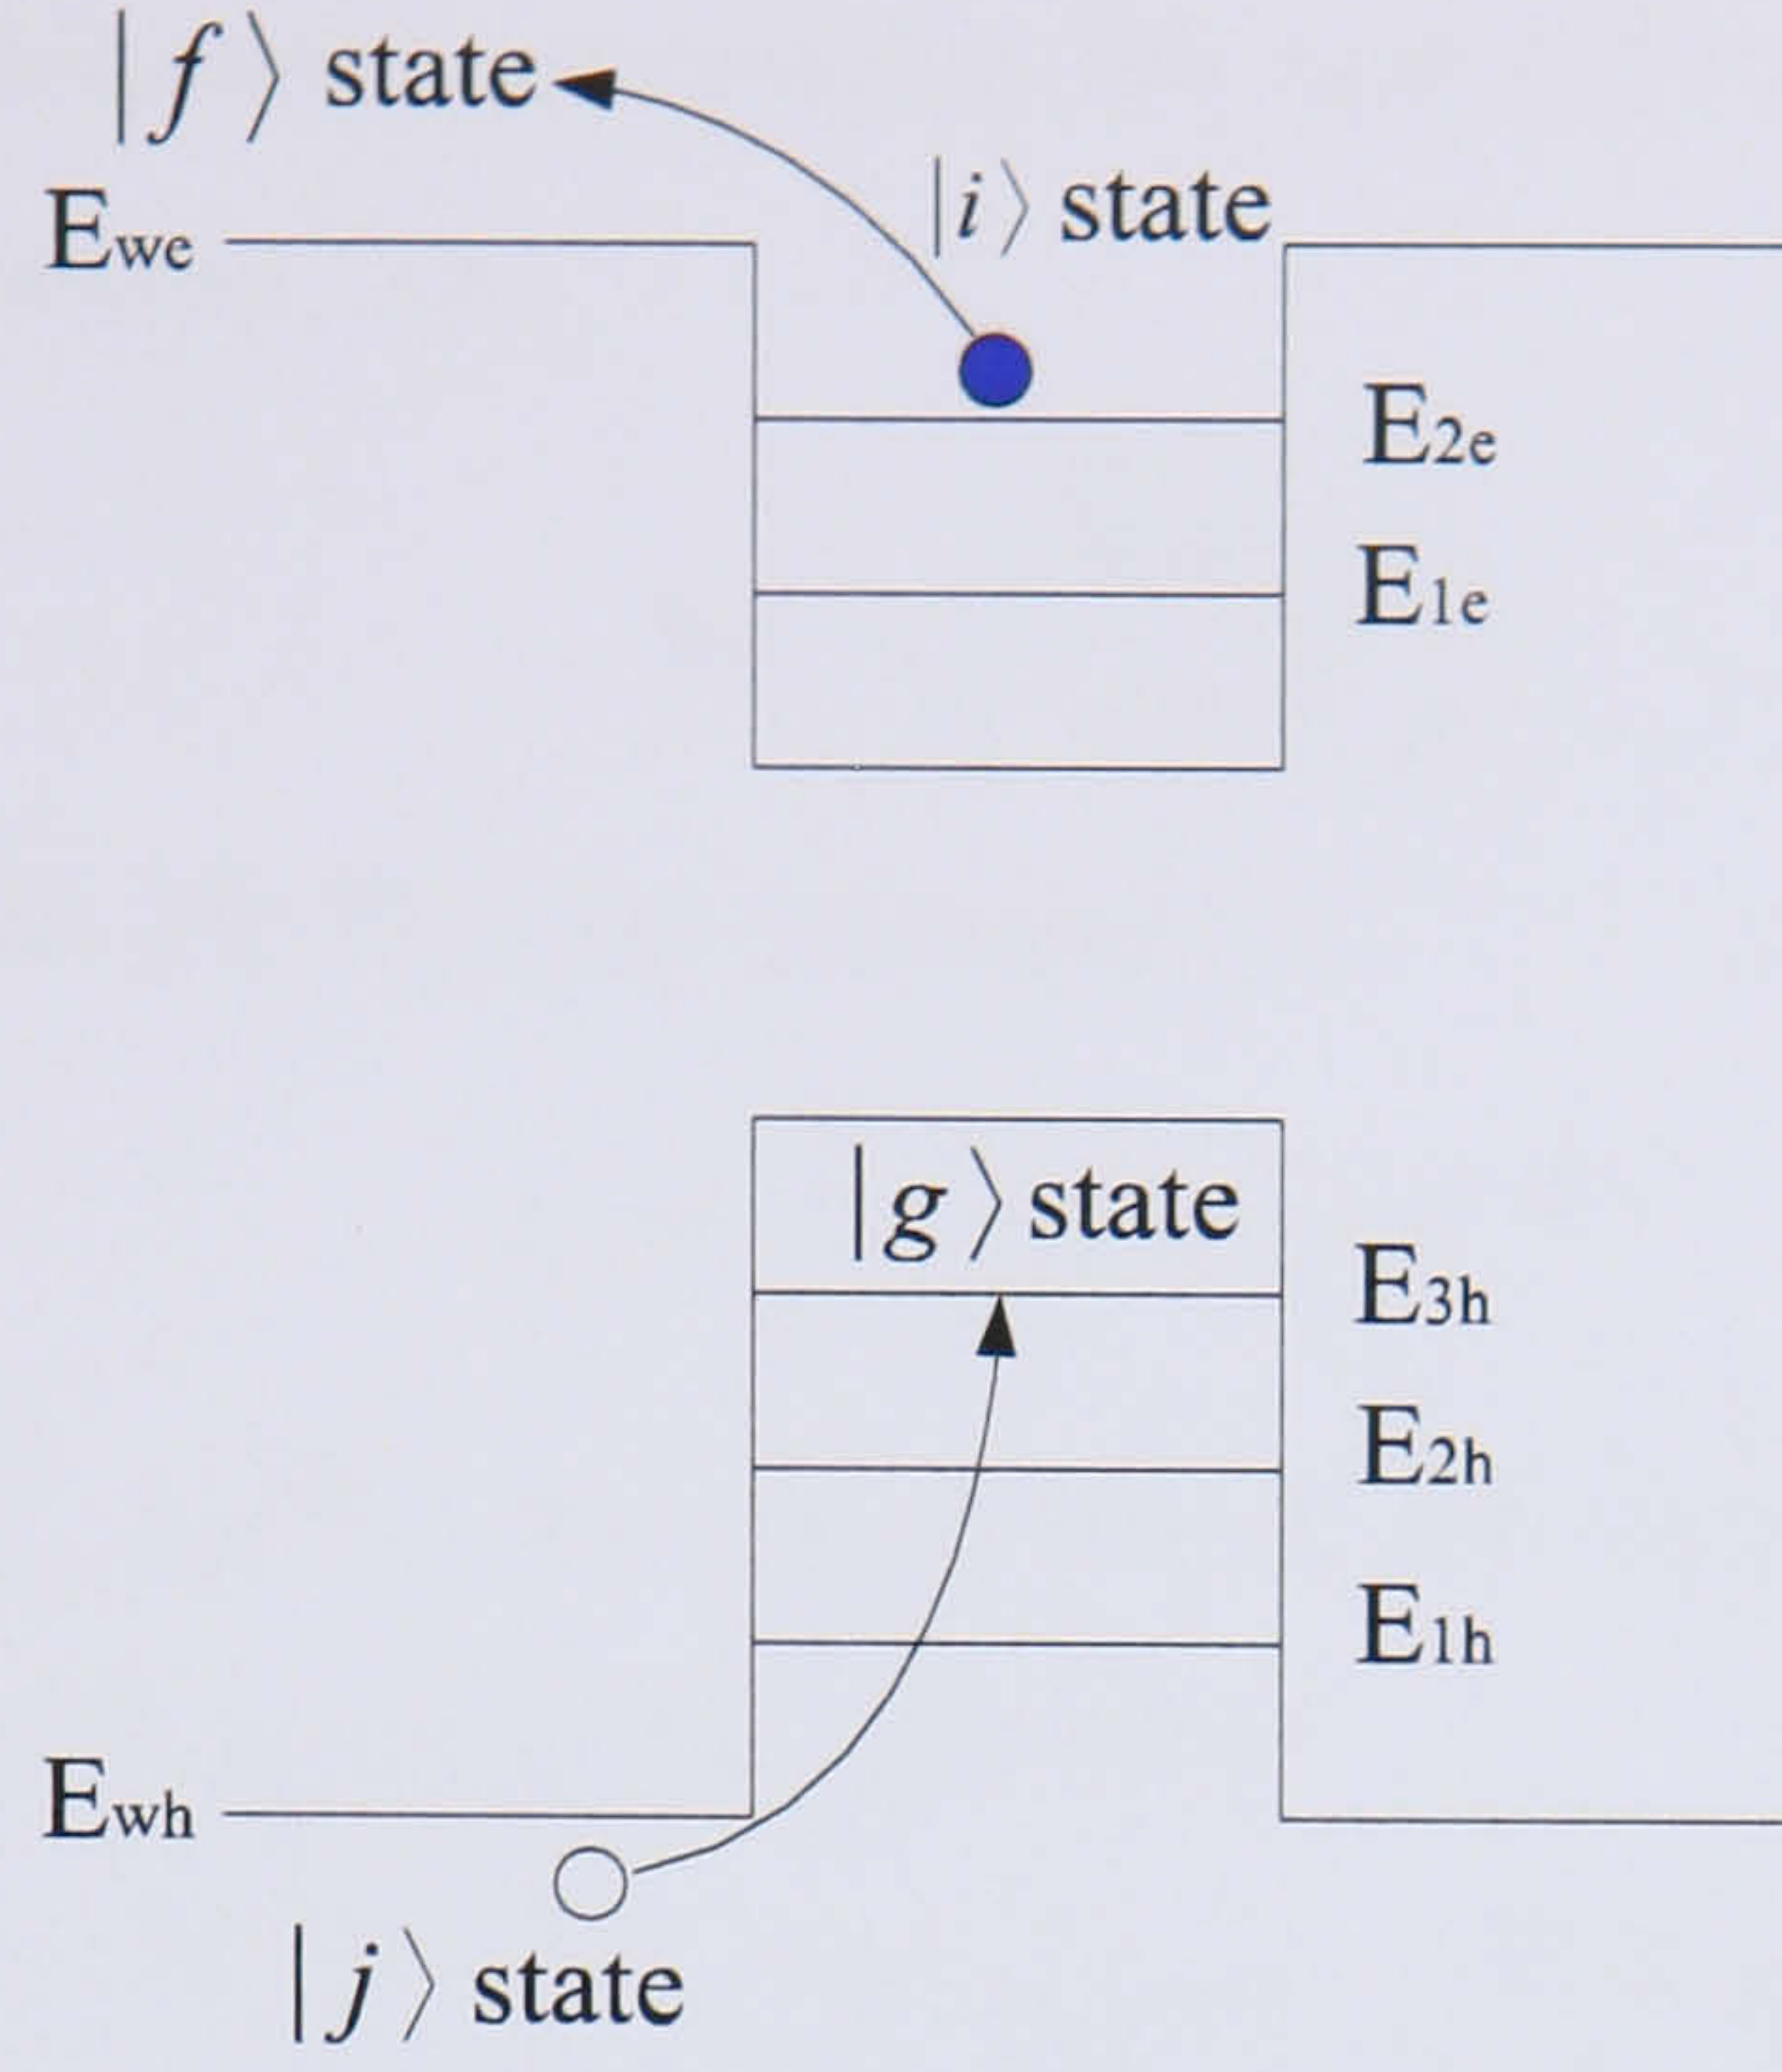 |f⟩ state
|i⟩ state
Ewe
E2e
E1e
|g⟩ state
E3h
E2h
E1h
Ewh
|j⟩ state